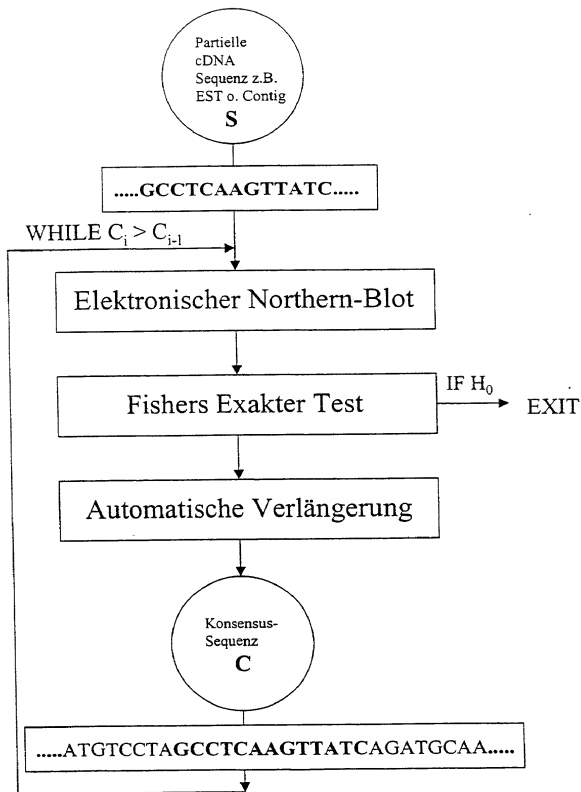 Partielle
cDNA
Sequenz z.B.
EST o. Contig
S
.....GCCTCAAGTTATC.....
WHILE Ci > Ci-1
Elektronischer Northern-Blot
Fishers Exakter Test
IF H0
EXIT
Automatische Verlängerung
Konsensus-
Sequenz
C
.....ATGTCCTAGCCTCAAGTTATCAGATGCAA.....